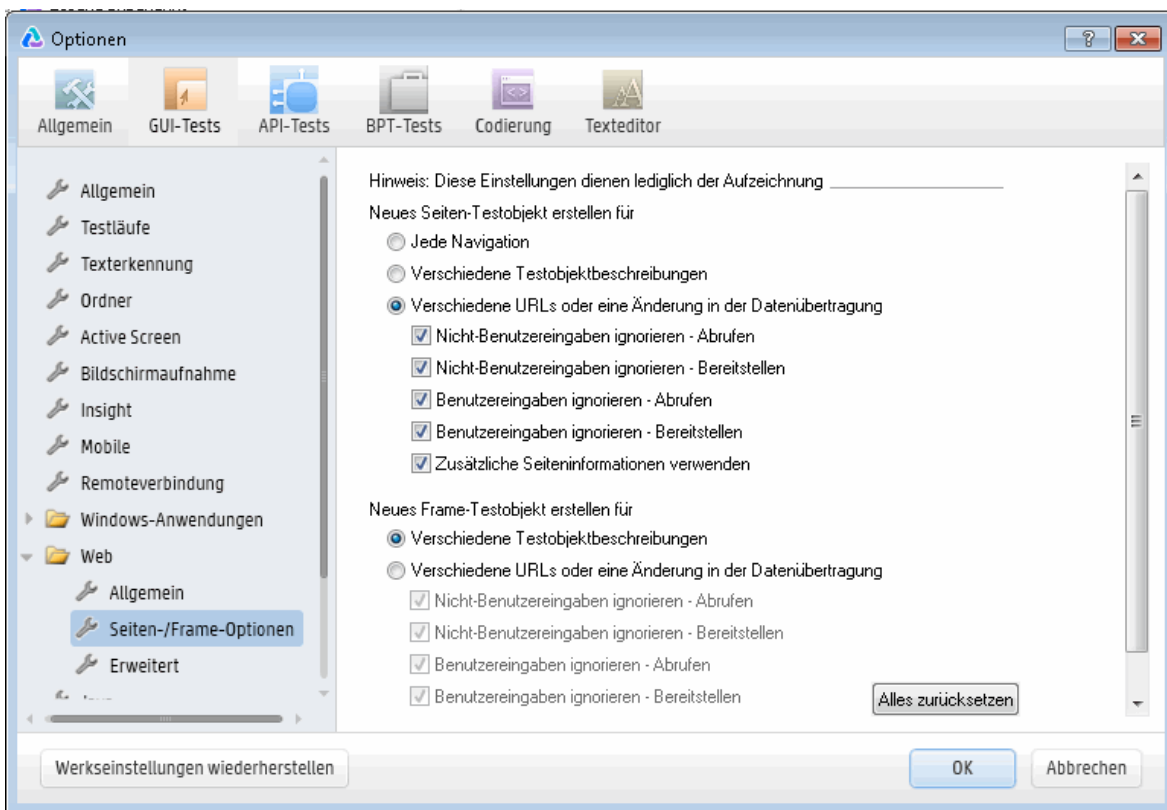 Optionen
Allgemein GUI-Tests API-Tests BPT-Tests Codierung Texteditor
Allgemein
Testläufe
Texterkennung
Ordner
Active Screen
Bildschirmaufnahme
Insight
Mobile
Remoteverbindung
Windows-Anwendungen
Web
Allgemein
Seiten-/Frame-Optionen
Erweitert
Hinweis: Diese Einstellungen dienen lediglich der Aufzeichnung
Neues Seiten-Testobjekt erstellen für
Jede Navigation
Verschiedene Testobjektbeschreibungen
Verschiedene URLs oder eine Änderung in der Datenübertragung
Nicht-Benutzereingaben ignorieren - Abrufen
Nicht-Benutzereingaben ignorieren - Bereitstellen
Benutzereingaben ignorieren - Abrufen
Benutzereingaben ignorieren - Bereitstellen
Zusätzliche Seiteninformationen verwenden
Neues Frame-Testobjekt erstellen für
Verschiedene Testobjektbeschreibungen
Verschiedene URLs oder eine Änderung in der Datenübertragung
Nicht-Benutzereingaben ignorieren - Abrufen
Nicht-Benutzereingaben ignorieren - Bereitstellen
Benutzereingaben ignorieren - Abrufen
Benutzereingaben ignorieren - Bereitstellen
Alles zurücksetzen
Werkseinstellungen wiederherstellen OK Abbrechen